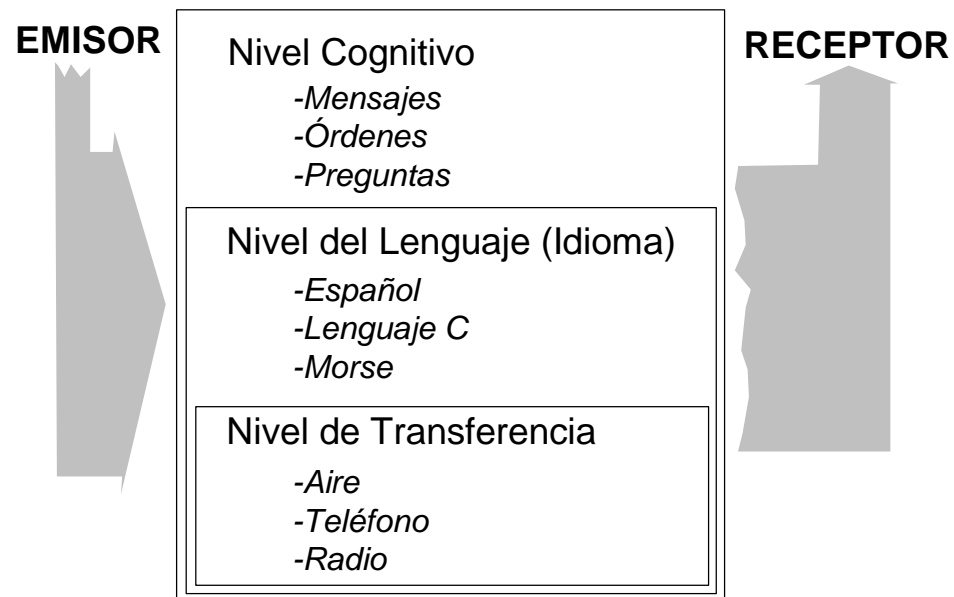 EMISOR
Nivel Cognitivo
-Mensajes
-Órdenes
-Preguntas
Nivel del Lenguaje (Idioma)
-Español
-Lenguaje C
-Morse
Nivel de Transferencia
-Aire
-Teléfono
-Radio
RECEPTOR